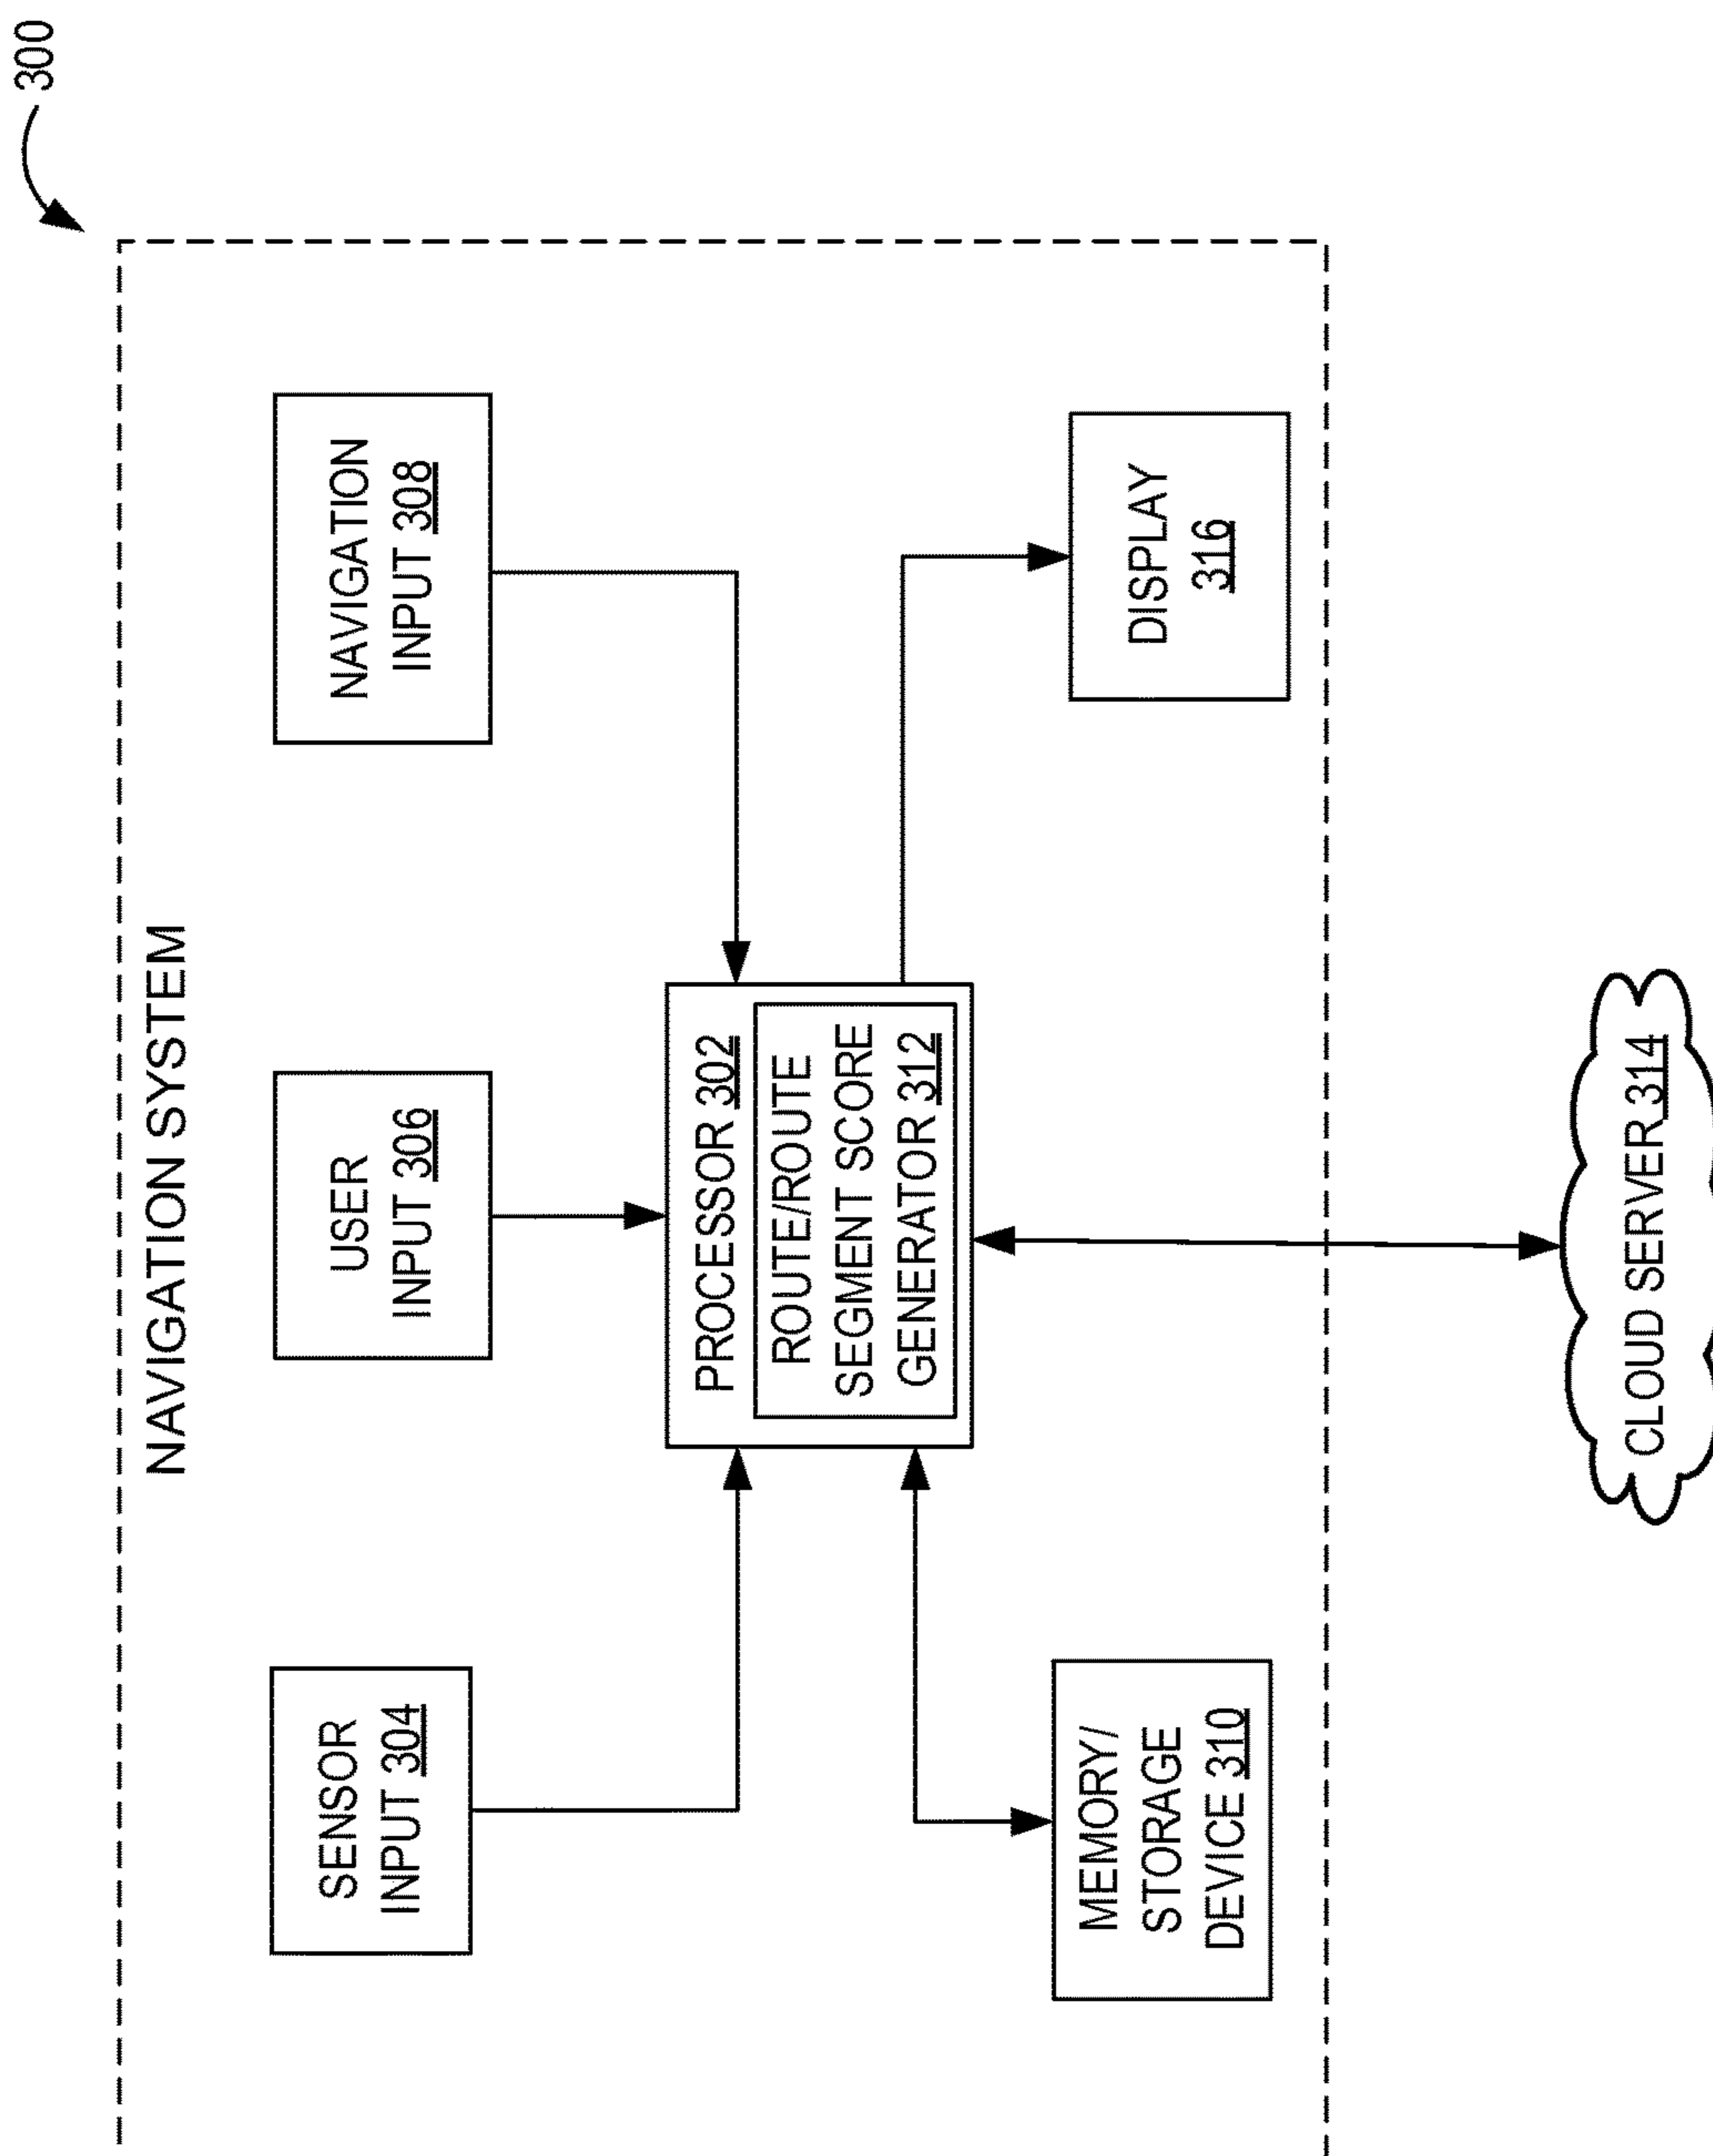 300
NAVIGATION SYSTEM
SENSOR
INPUT 304
USER
INPUT 306
NAVIGATION
INPUT 308
PROCESSOR 302
ROUTE/ROUTE
SEGMENT SCORE
GENERATOR 312
MEMORY/
STORAGE
DEVICE 310
DISPLAY
316
CLOUD SERVER 314